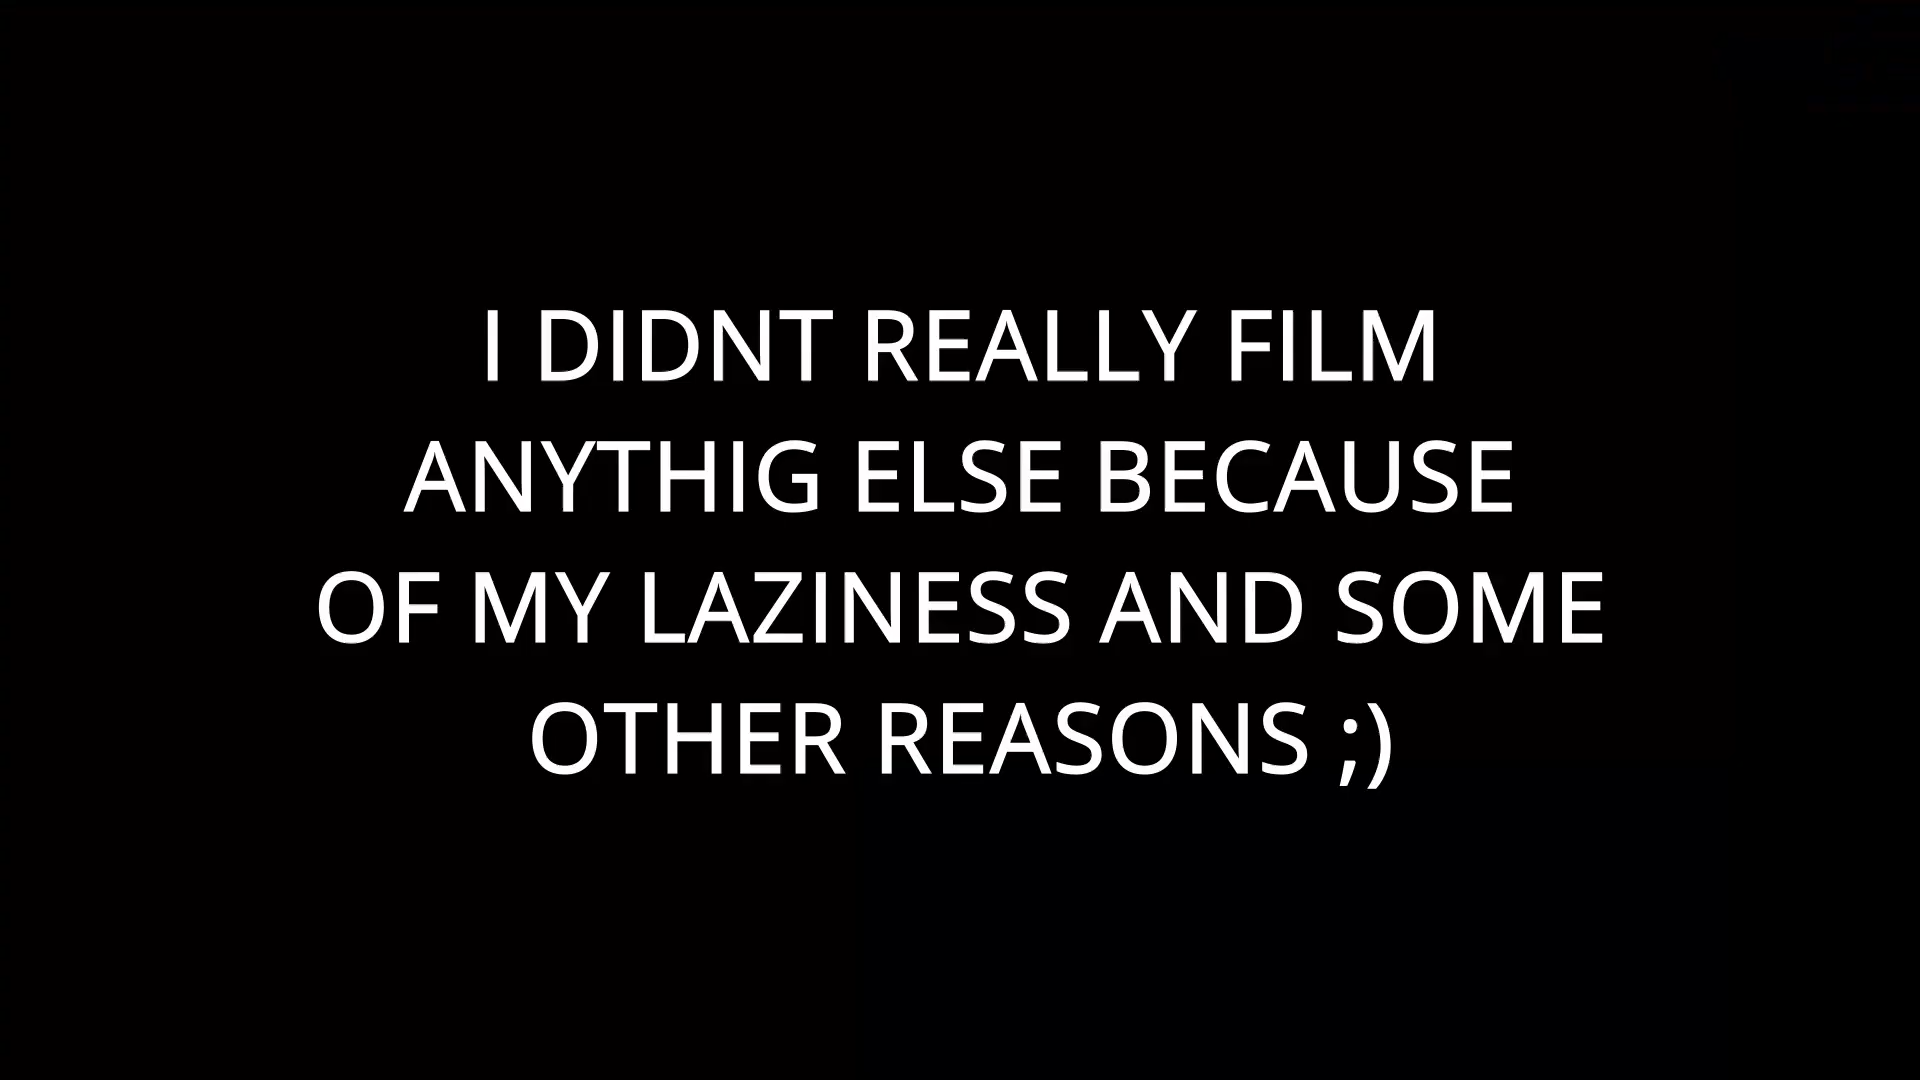 I DIDNT REALLY FILM
ANYTHIG ELSE BECAUSE
OF MY LAZINESS AND SOME
OTHER REASONS ;)